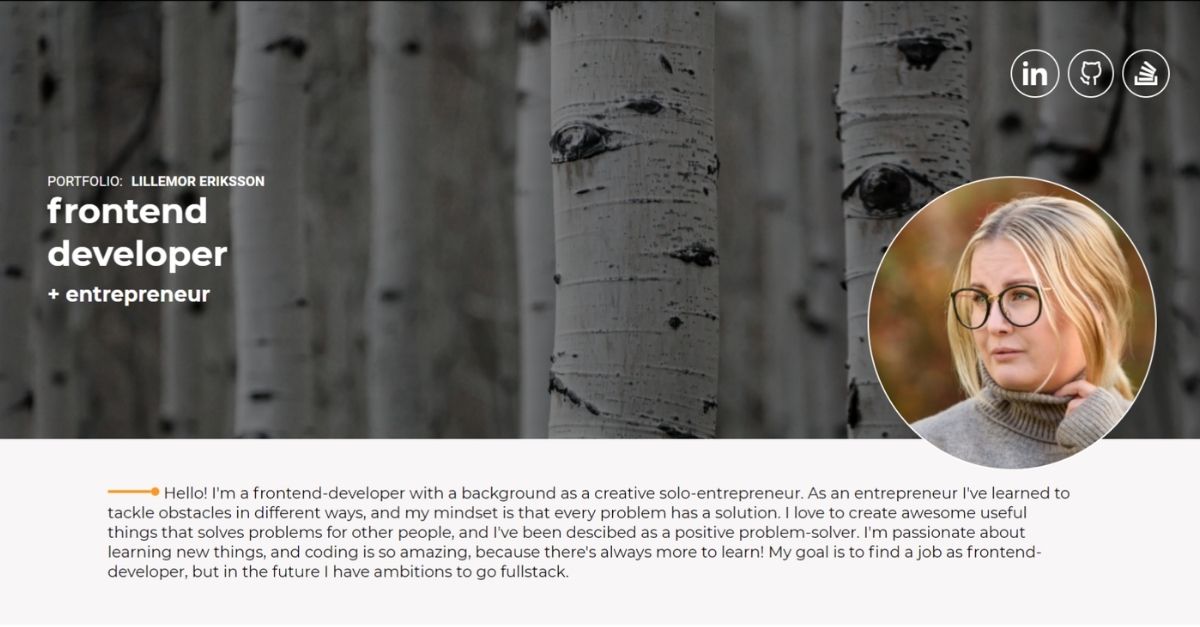 in
PORTFOLIO: LILLEMOR ERIKSSON
frontend
developer
+ entrepreneur
Hello! I'm a frontend-developer with a background as a creative solo-entrepreneur. As an entrepreneur I've learned to
tackle obstacles in different ways, and my mindset is that every problem has a solution. I love to create awesome useful
things that solves problems for other people, and I've been descibed as a positive problem-solver. I'm passionate about
learning new things, and coding is so amazing, because there's always more to learn! My goal is to find a job as frontend-
developer, but in the future I have ambitions to go fullstack.